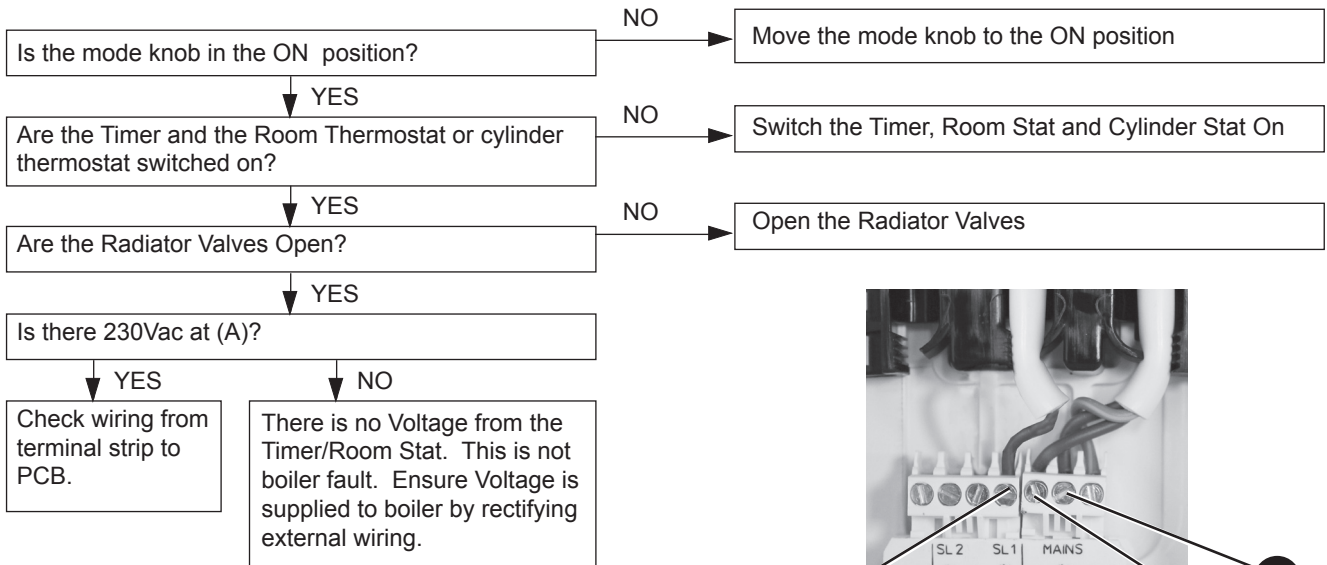 NO
Is the mode knob in the ON position?
Move the mode knob to the ON position
YES
NO
Are the Timer and the Room Thermostat or cylinder
thermostat switched on?
Switch the Timer, Room Stat and Cylinder Stat On
YES
NO
Are the Radiator Valves Open?
Open the Radiator Valves
YES
Is there 230Vac at (A)?
YES
NO
Check wiring from
terminal strip to
PCB.
There is no Voltage from the
Timer/Room Stat. This is not
boiler fault. Ensure Voltage is
supplied to boiler by rectifying
external wiring.
SL 2 SL 1 MAINS